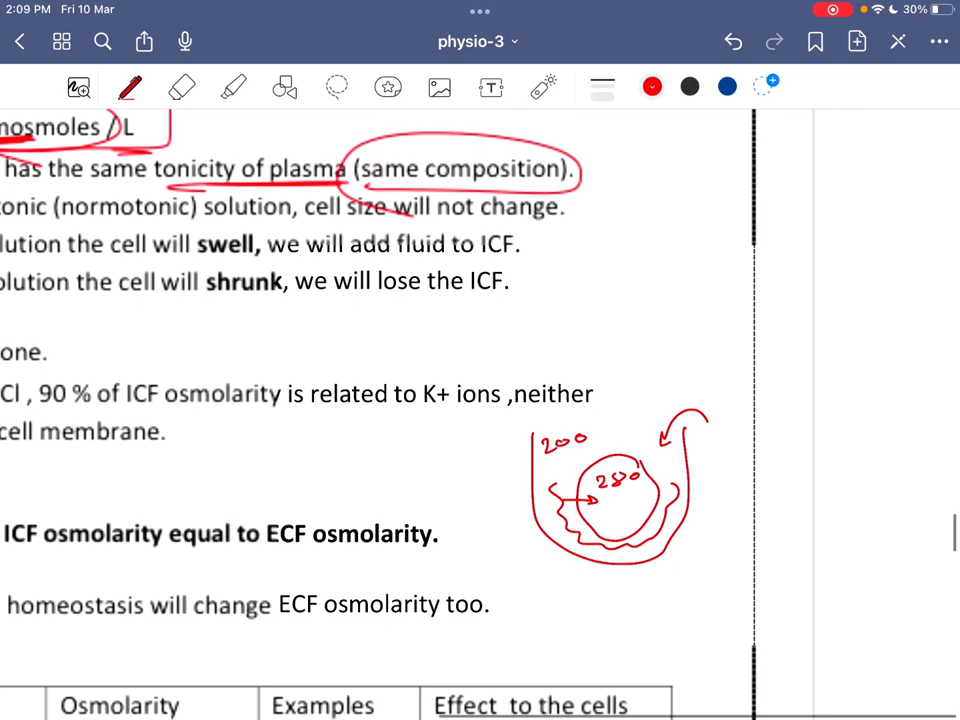 2:09 PM Fri 10 Mar 30%
physio-3
mosmoles / L
has the same tonicity of plasma (same composition).
tonic (normotonic) solution, cell size will not change.
lution the cell will swell, we will add fluid to ICF.
olution the cell will shrunk, we will lose the ICF.
one.
Cl , 90 % of ICF osmolarity is related to K+ ions ,neither
cell membrane.
200
280
ICF osmolarity equal to ECF osmolarity.
homeostasis will change ECF osmolarity too.
Osmolarity Examples Effect to the cells